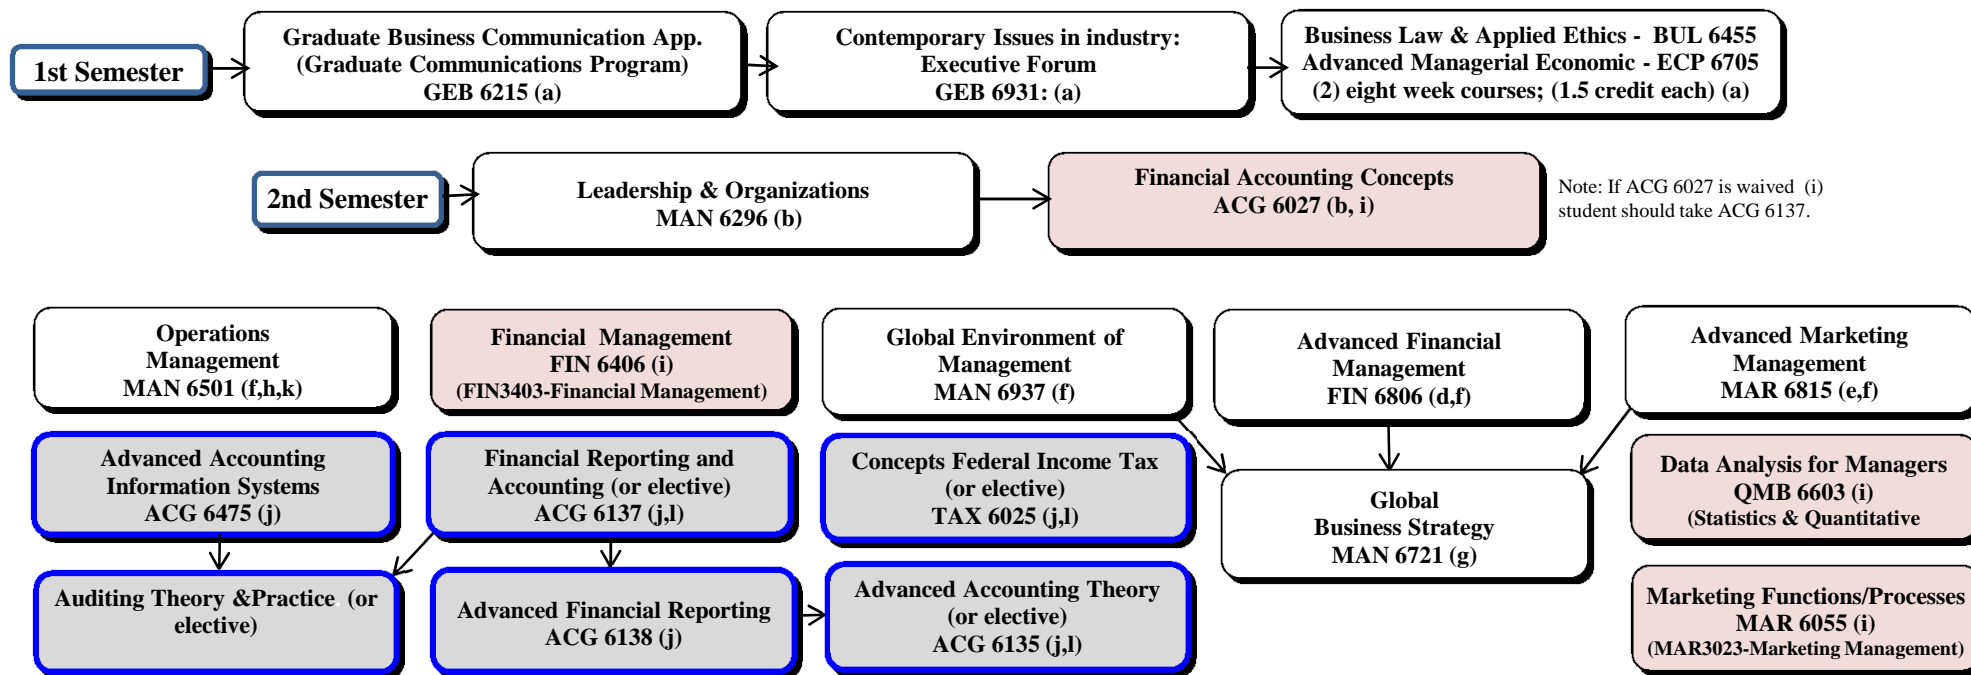 1st Semester
Graduate Business Communication App.
(Graduate Communications Program)
GEB 6215 (a)
Contemporary Issues in industry:
Executive Forum
GEB 6931: (a)
Business Law & Applied Ethics - BUL 6455
Advanced Managerial Economic - ECP 6705
(2) eight week courses; (1.5 credit each) (a)
2nd Semester
Leadership & Organizations
MAN 6296 (b)
Financial Accounting Concepts
ACG 6027 (b, i)
Note: If ACG 6027 is waived (i)
student should take ACG 6137.
Operations
Management
MAN 6501 (f,h,k)
Financial Management
FIN 6406 (i)
(FIN3403-Financial Management)
Global Environment of
Management
MAN 6937 (f)
Advanced Financial
Management
FIN 6806 (d,f)
Advanced Marketing
Management
MAR 6815 (e,f)
Advanced Accounting
Information Systems
ACG 6475 (j)
Financial Reporting and
Accounting (or elective)
ACG 6137 (j,l)
Concepts Federal Income Tax
(or elective)
TAX 6025 (j,l)
Global
Business Strategy
MAN 6721 (g)
Data Analysis for Managers
QMB 6603 (i)
(Statistics & Quantitative
Auditing Theory &Practice. (or
elective)
Advanced Financial Reporting
ACG 6138 (j)
Advanced Accounting Theory
(or elective)
ACG 6135 (j,l)
Marketing Functions/Processes
MAR 6055 (i)
(MAR3023-Marketing Management)